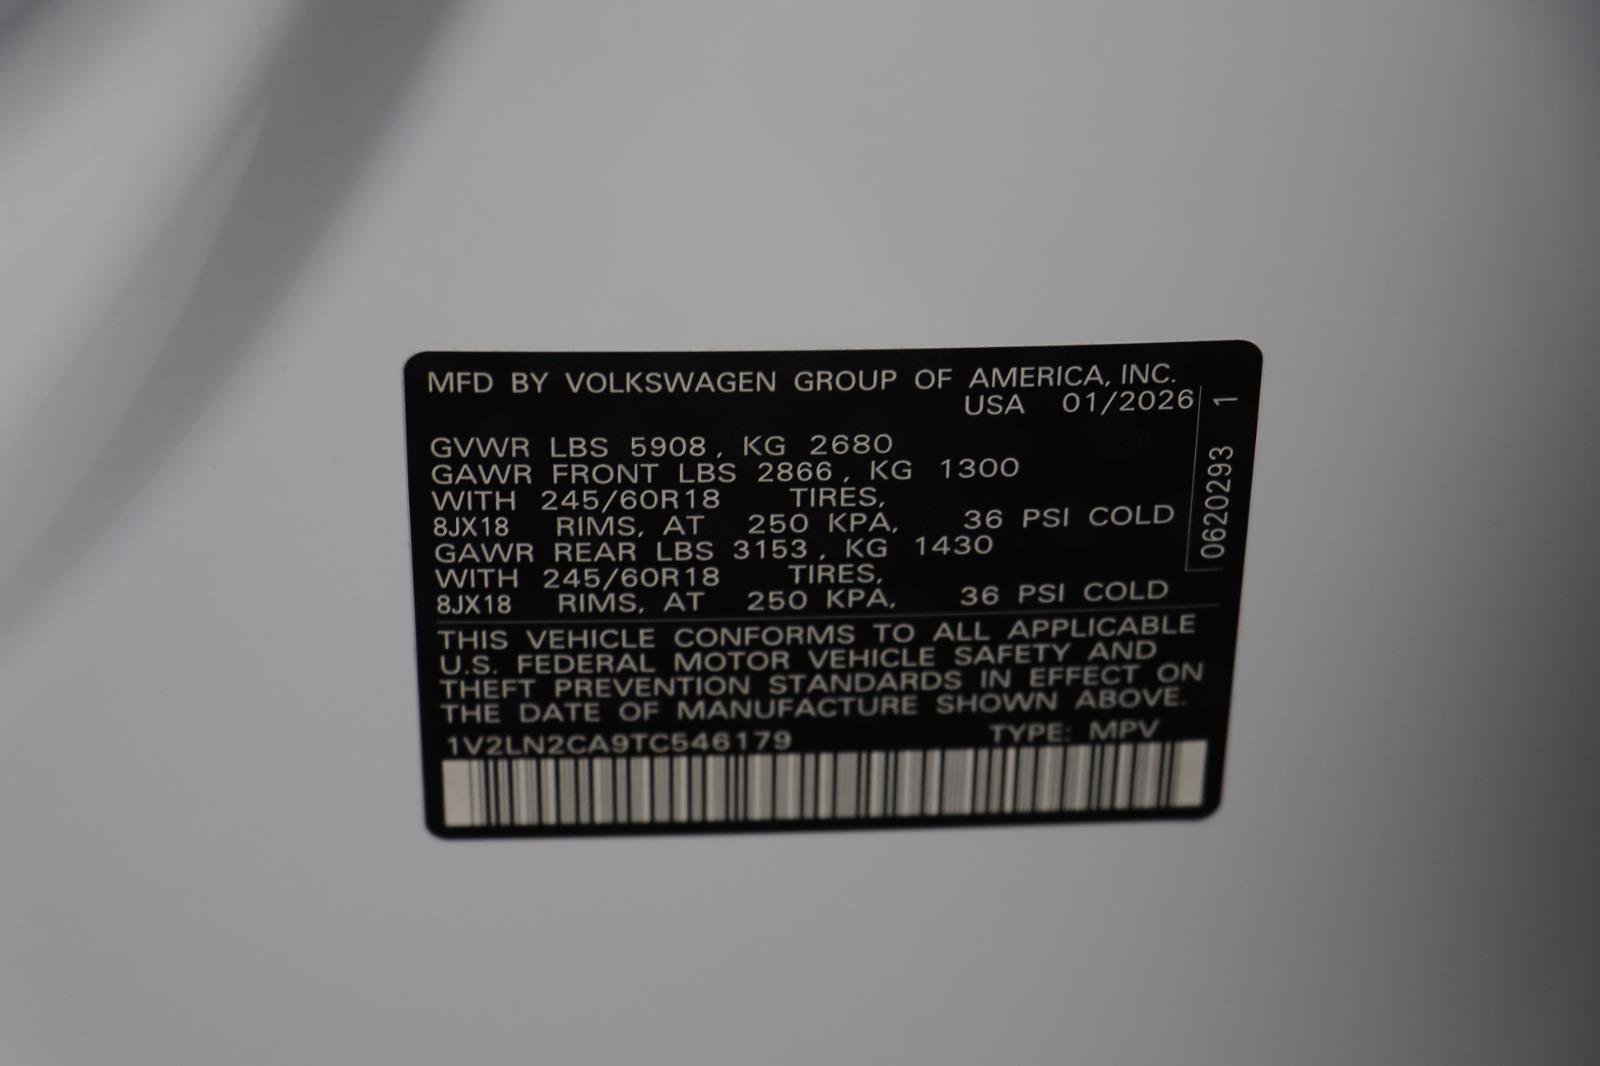 MFD BY VOLKSWAGEN GROUP OF AMERICA, INC.
USA 01/2026
GVWR LBS 5908, KG 2680
GAWR FRONT LBS 2866, KG 1300
WITH 245/60R18 TIRES,
8JX18 RIMS, AT 250 KPA, 36 PSI COLD
GAWR REAR LBS 3153, KG 1430
WITH 245/60R18 TIRES,
8JX18 RIMS, AT 250 KPA, 36 PSI COLD
THIS VEHICLE CONFORMS TO ALL APPLICABLE
U.S. FEDERAL MOTOR VEHICLE SAFETY AND
THEFT PREVENTION STANDARDS IN EFFECT ON
THE DATE OF MANUFACTURE SHOWN ABOVE.
1V2LN2CA9TC546179 TYPE: MPV
0620293 1